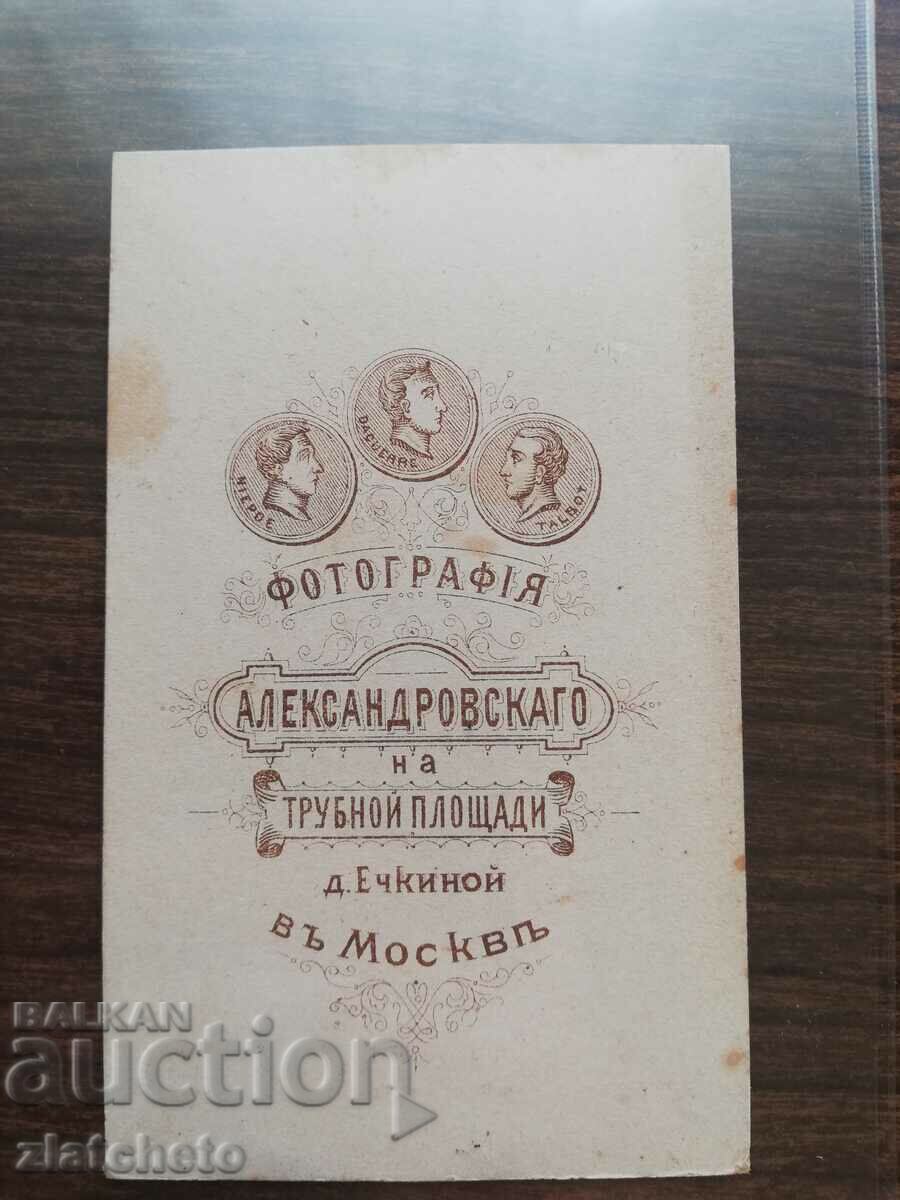 DAGUERRE
NIEPCE
TALBOT
ФОТОГРАФІЯ
АЛЕКСАНДРОВСКАГО
на
ТРУБНОЙ ПЛОЩАДИ
д. Ечкиной
въ Москвѣ
BALKAN
auction
zlatcheto